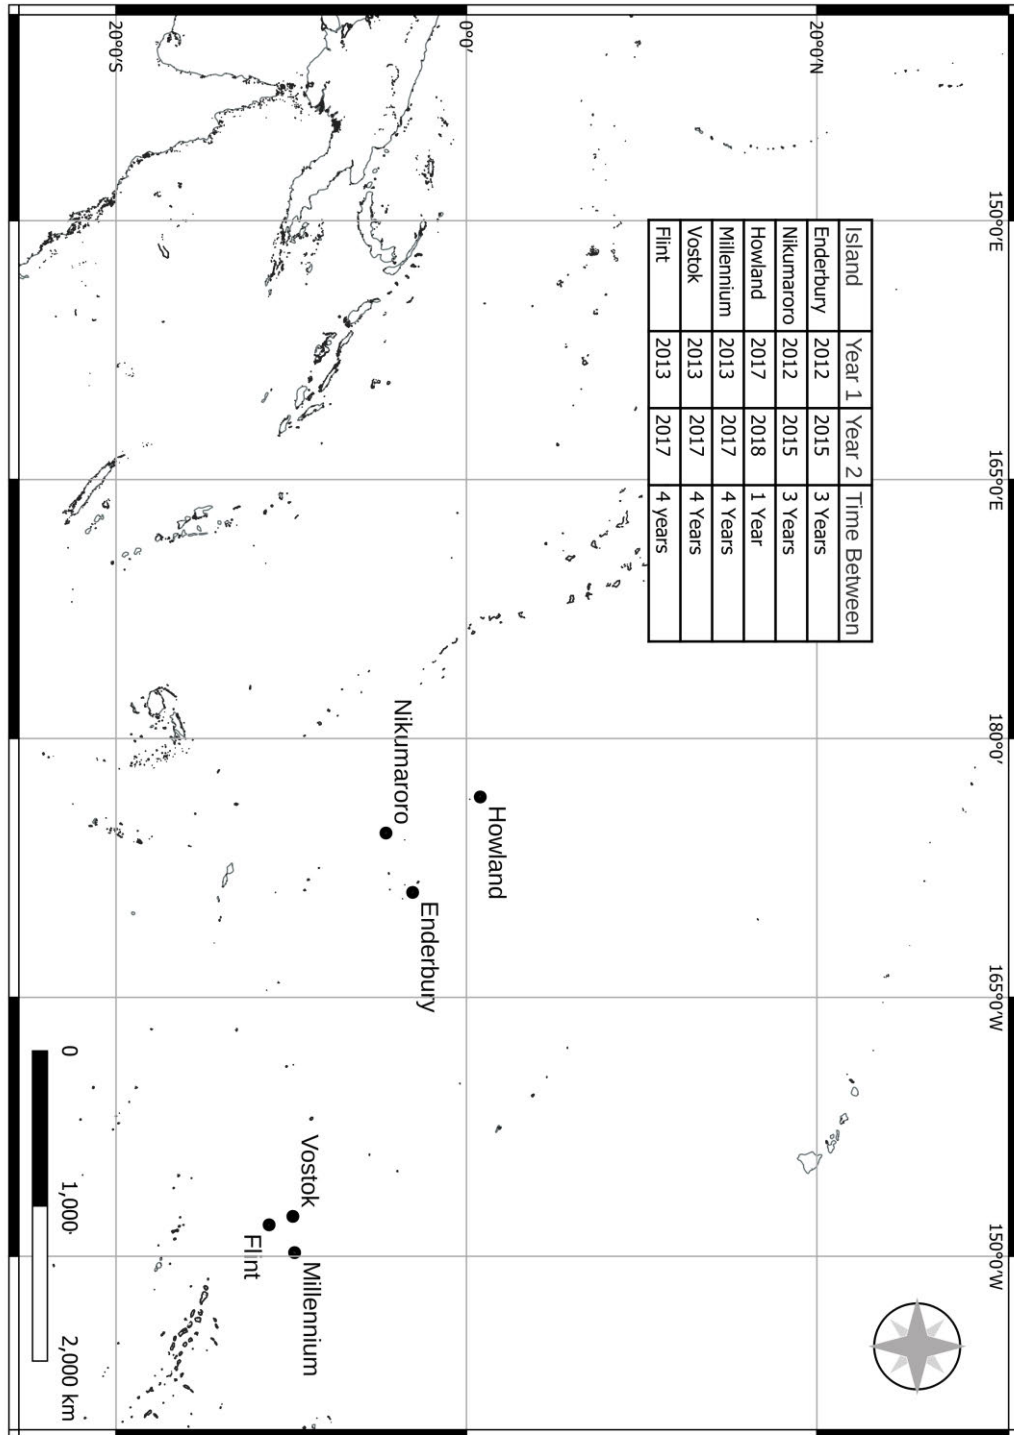 150°0'E
165°0'E
180°0'
165°0'W
150°0'W
20°0'N
0°0'
20°0'S
Island Year 1 Year 2 Time Between
Enderbury 2012 2015 3 Years
Nikumaroro 2012 2015 3 Years
Howland 2017 2018 1 Year
Millennium 2013 2017 4 Years
Vostok 2013 2017 4 Years
Flint 2013 2017 4 years
Howland
Nikumaroro
Enderbury
Vostok
Millennium
Flint
0 1,000 2,000 km